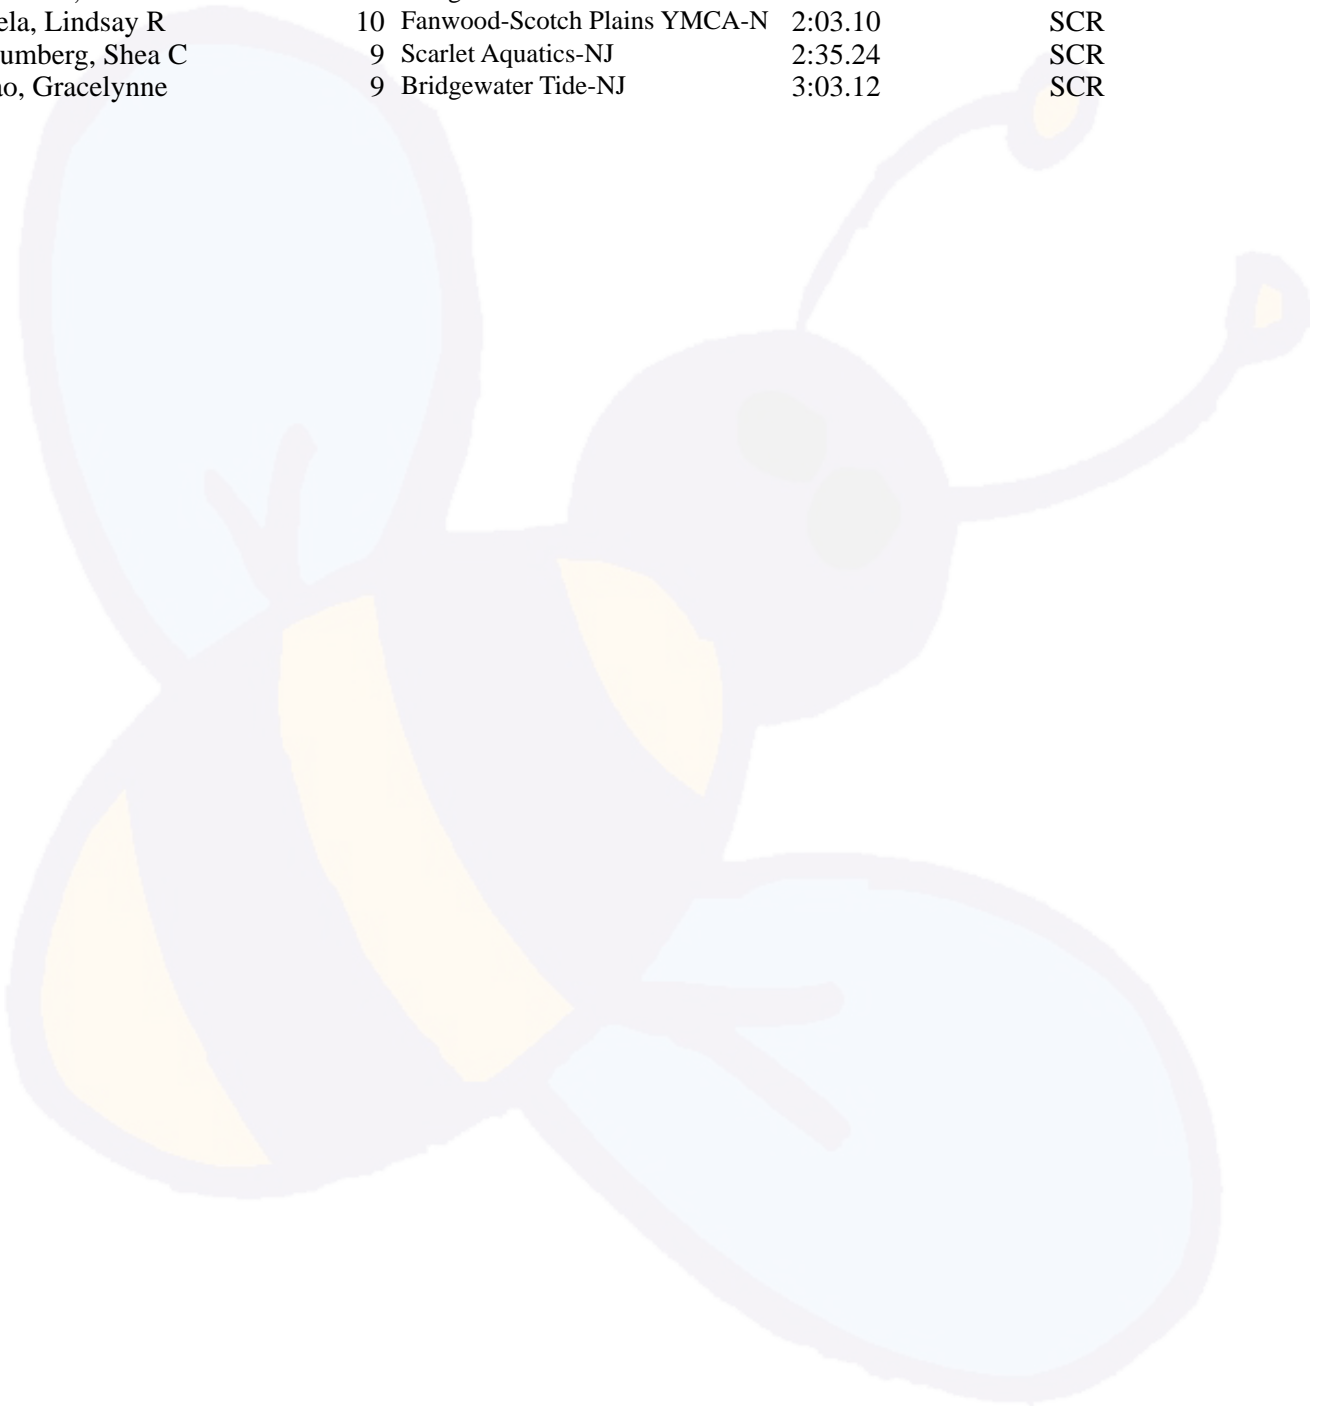 ela, Lindsay R 10 Fanwood-Scotch Plains YMCA-N 2:03.10 SCR
umberg, Shea C 9 Scarlet Aquatics-NJ 2:35.24 SCR
o, Gracelynne 9 Bridgewater Tide-NJ 3:03.12 SCR